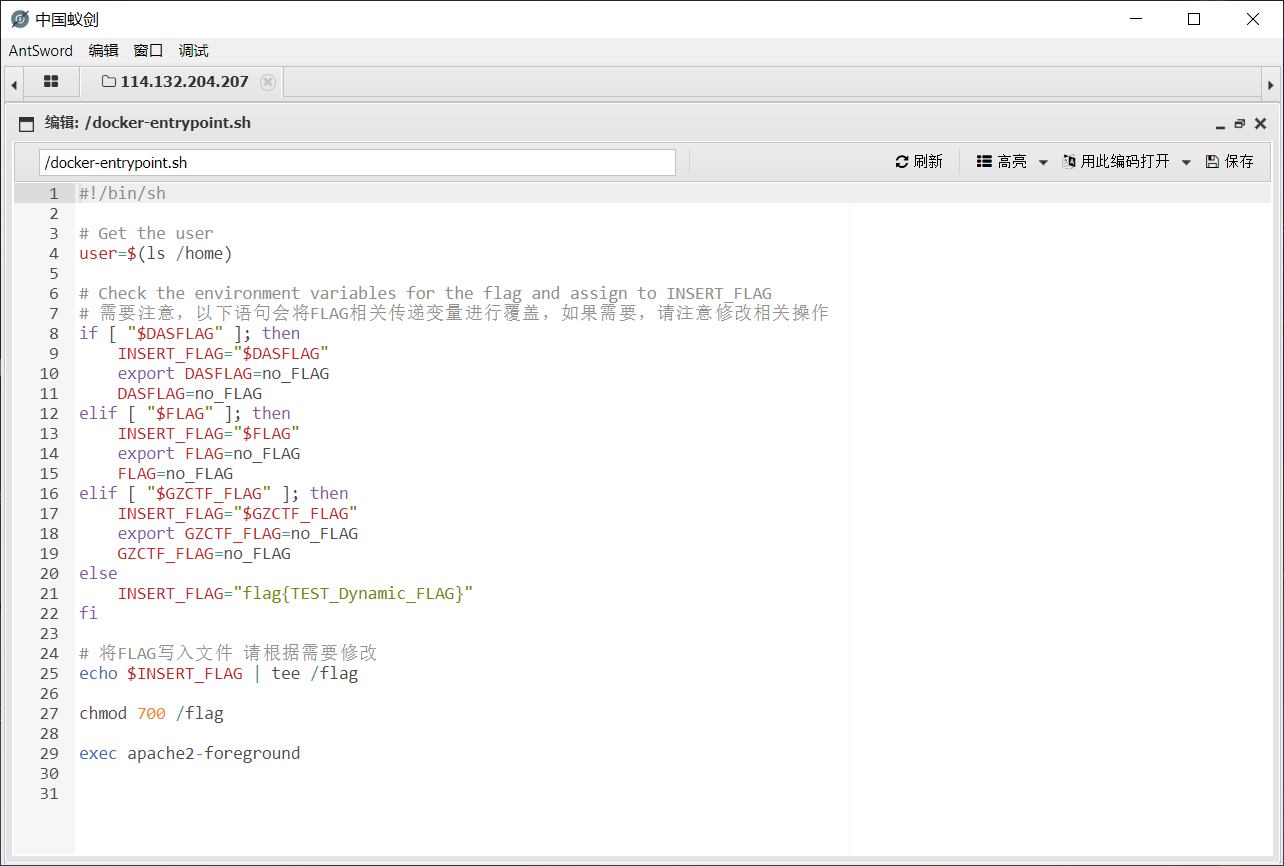 中国蚁剑
AntSword 编辑 窗口 调试
114.132.204.207
编辑: /docker-entrypoint.sh
/docker-entrypoint.sh 刷新 高亮 用此编码打开 保存
1 #!/bin/sh
2
3 # Get the user
4 user=$(ls /home)
5
6 # Check the environment variables for the flag and assign to INSERT_FLAG
7 # 需要注意，以下语句会将FLAG相关传递变量进行覆盖，如果需要，请注意修改相关操作
8 if [ "$DASFLAG" ]; then
9     INSERT_FLAG="$DASFLAG"
10     export DASFLAG=no_FLAG
11     DASFLAG=no_FLAG
12 elif [ "$FLAG" ]; then
13     INSERT_FLAG="$FLAG"
14     export FLAG=no_FLAG
15     FLAG=no_FLAG
16 elif [ "$GZCTF_FLAG" ]; then
17     INSERT_FLAG="$GZCTF_FLAG"
18     export GZCTF_FLAG=no_FLAG
19     GZCTF_FLAG=no_FLAG
20 else
21     INSERT_FLAG="flag{TEST_Dynamic_FLAG}"
22 fi
23
24 # 将FLAG写入文件 请根据需要修改
25 echo $INSERT_FLAG | tee /flag
26
27 chmod 700 /flag
28
29 exec apache2-foreground
30
31